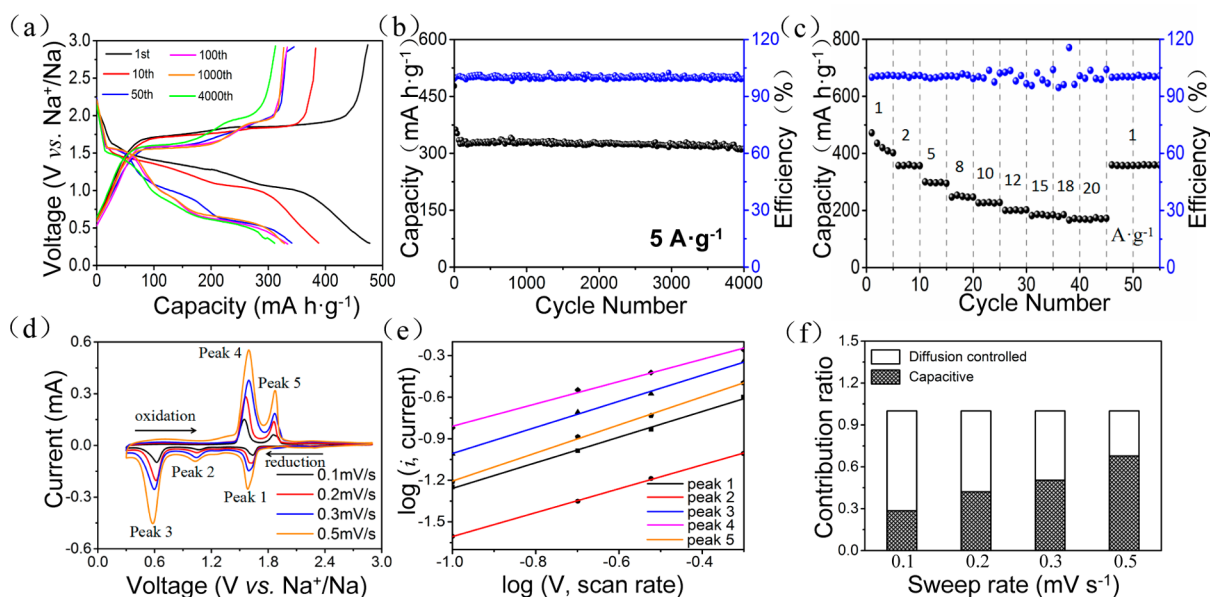 （a）
Voltage (V vs. Na⁺/Na)
3.0
2.5
2.0
1.5
1.0
0.5
0.0
1st
10th
50th
100th
1000th
4000th
0
100
200
300
400
500
Capacity (mA h·g⁻¹)
（b）
Capacity (mA h·g⁻¹)
600
450
300
150
0
5 A·g⁻¹
0
1000
2000
3000
4000
Cycle Number
120
90
60
30
0
Efficiency（%）
（c）
Capacity (mA h·g⁻¹)
800
600
400
200
0
1
2
5
8
10
12
15
18
20
1
A·g⁻¹
0
10
20
30
40
50
Cycle Number
120
90
60
30
0
Efficiency（%）
（d）
Current (mA)
0.6
0.3
0.0
-0.3
-0.6
Peak 4
Peak 5
oxidation
reduction
Peak 2
Peak 1
Peak 3
0.1mV/s
0.2mV/s
0.3mV/s
0.5mV/s
0.0
0.6
1.2
1.8
2.4
3.0
Voltage (V vs. Na⁺/Na)
（e）
log (i, current)
-0.3
-0.6
-0.9
-1.2
-1.5
peak 1
peak 2
peak 3
peak 4
peak 5
-1.0
-0.8
-0.6
-0.4
log (V, scan rate)
（f）
Contribution ratio
1.5
1.2
0.9
0.6
0.3
0.0
Diffusion controlled
Capacitive
0.1
0.2
0.3
0.5
Sweep rate (mV s⁻¹)